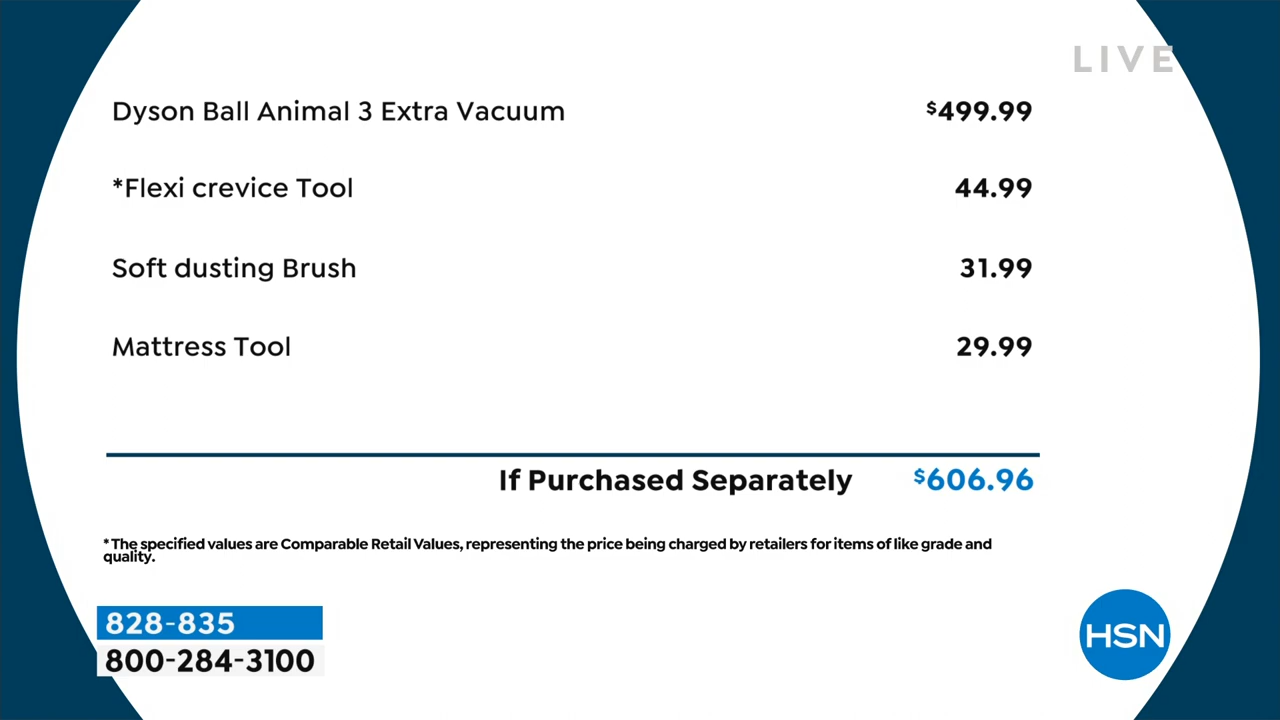 LIVE
Dyson Ball Animal 3 Extra Vacuum $499.99
*Flexi crevice Tool 44.99
Soft dusting Brush 31.99
Mattress Tool 29.99
If Purchased Separately $606.96
*The specified values are Comparable Retail Values, representing the price being charged by retailers for items of like grade and
quality.
828-835
800-284-3100
HSN